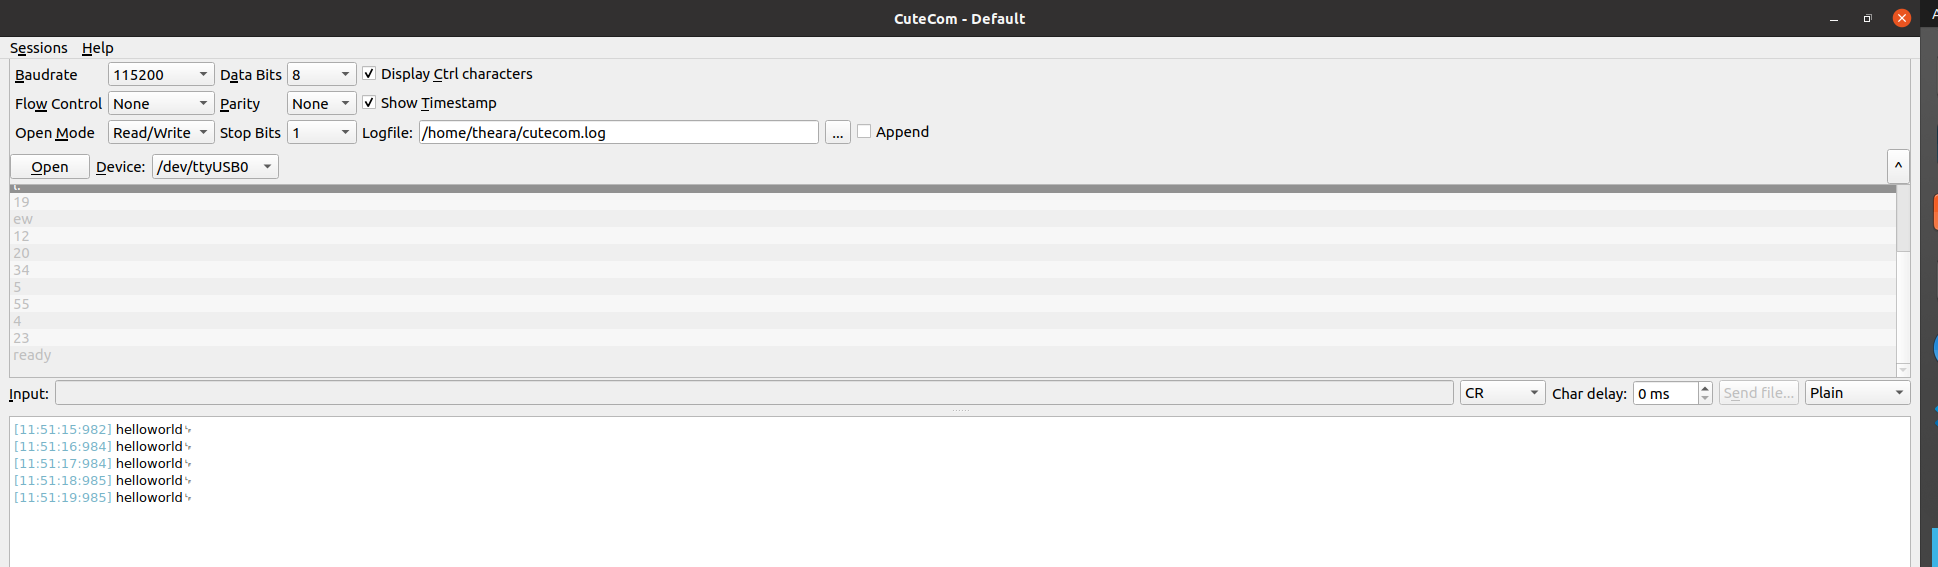 CuteCom - Default
Sessions Help
Baudrate 115200 Data Bits 8 Display Ctrl characters
Flow Control None Parity None Show Timestamp
Open Mode Read/Write Stop Bits 1 Logfile: /home/theara/cutecom.log ... Append
Open Device: /dev/ttyUSB0 ^
19
ew
12
20
34
5
55
4
23
ready
Input: CR Char delay: 0 ms Send file... Plain
[11:51:15:982] helloworld
[11:51:16:984] helloworld
[11:51:17:984] helloworld
[11:51:18:985] helloworld
[11:51:19:985] helloworld